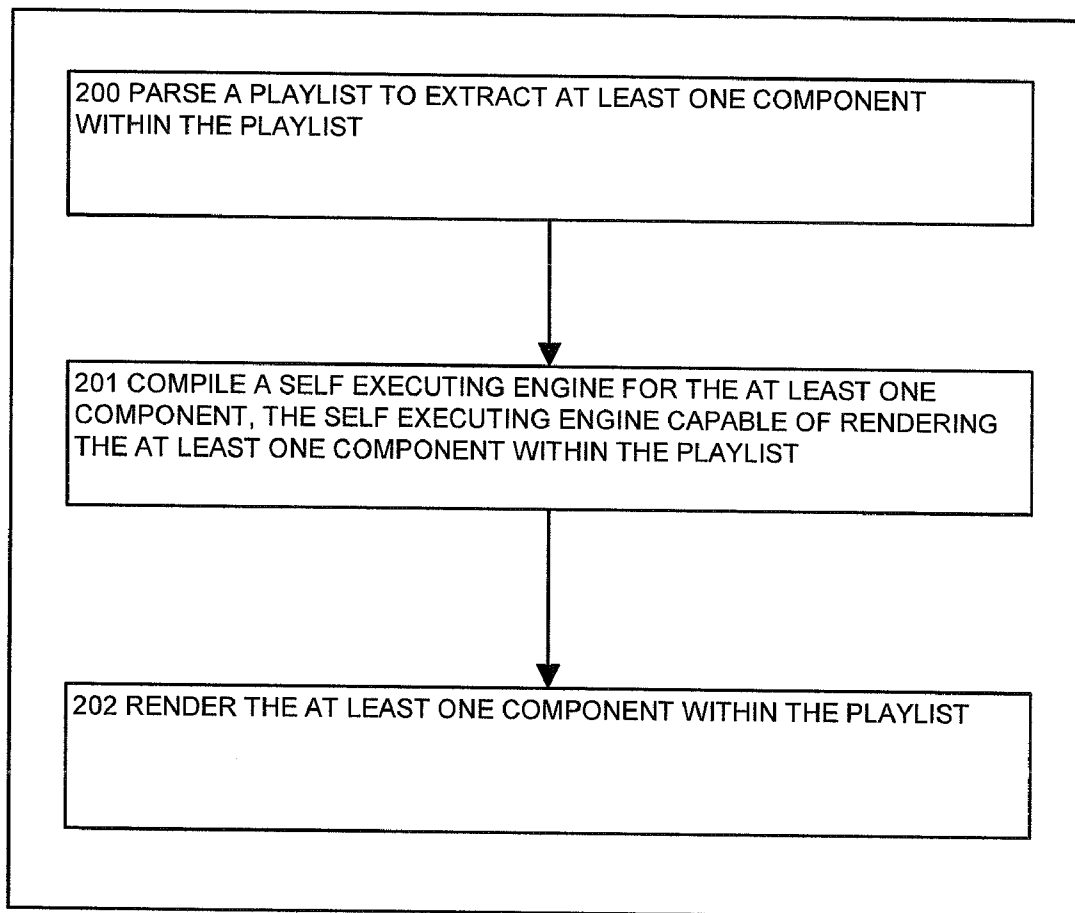 200 PARSE A PLAYLIST TO EXTRACT AT LEAST ONE COMPONENT
WITHIN THE PLAYLIST
201 COMPILE A SELF EXECUTING ENGINE FOR THE AT LEAST ONE
COMPONENT, THE SELF EXECUTING ENGINE CAPABLE OF RENDERING
THE AT LEAST ONE COMPONENT WITHIN THE PLAYLIST
202 RENDER THE AT LEAST ONE COMPONENT WITHIN THE PLAYLIST